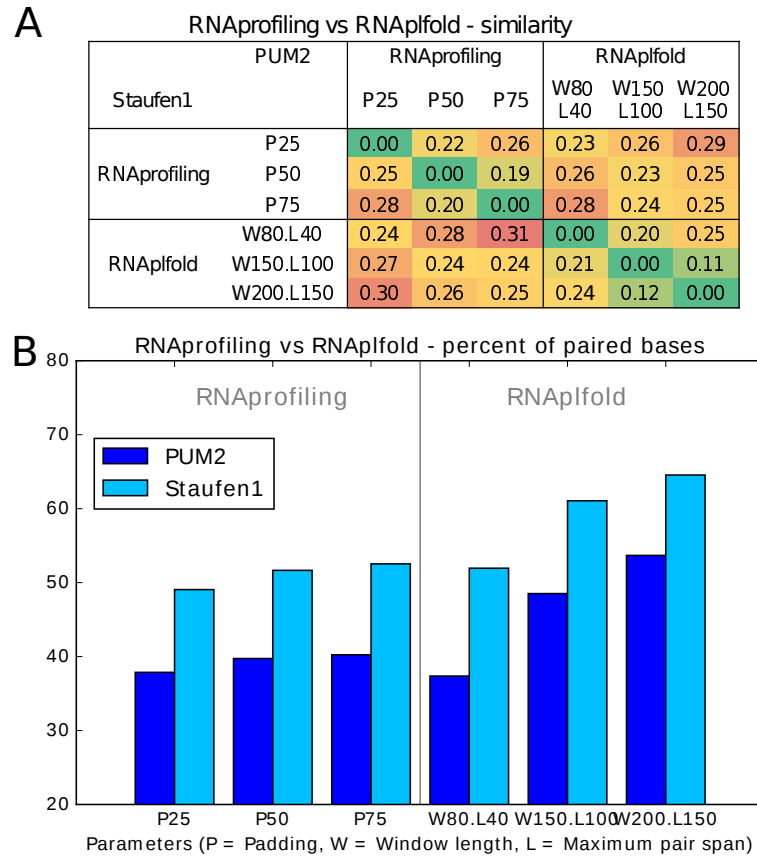 A
RNAprofiling vs RNAplfold - similarity
PUM2 RNAprofiling RNAplfold
Staufen1 P25 P50 P75 W80 L40 W150 L100 W200 L150
P25 0.00 0.22 0.26 0.23 0.26 0.29
RNAprofiling P50 0.25 0.00 0.19 0.26 0.23 0.25
P75 0.28 0.20 0.00 0.28 0.24 0.25
W80.L40 0.24 0.28 0.31 0.00 0.20 0.25
RNAplfold W150.L100 0.27 0.24 0.24 0.21 0.00 0.11
W200.L150 0.30 0.26 0.25 0.24 0.12 0.00
B
RNAprofiling vs RNAplfold - percent of paired bases
80
RNAprofiling RNAplfold
70
PUM2
Staufen1
60
50
40
30
20
P25 P50 P75 W80.L40 W150.L100 W200.L150
Parameters (P = Padding, W = Window length, L = Maximum pair span)